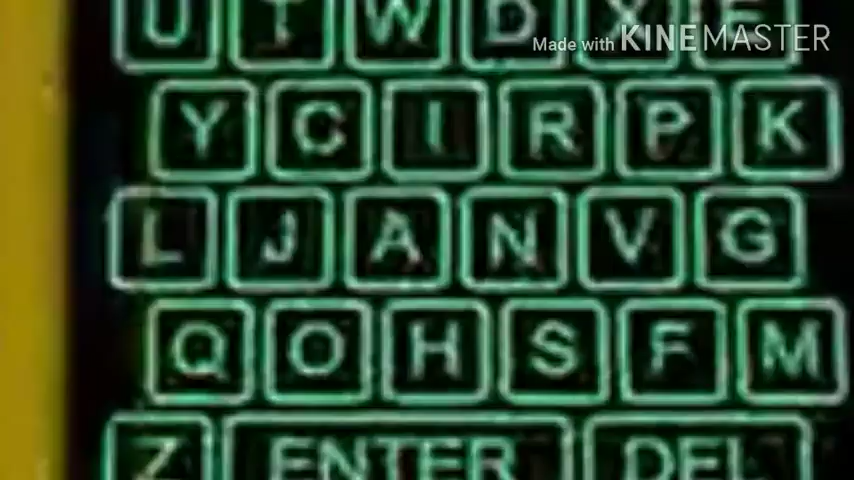 U T W D X E
Made with KINEMASTER
Y C I R P K
L J A N V G
Q O H S F M
Z ENTER DEL